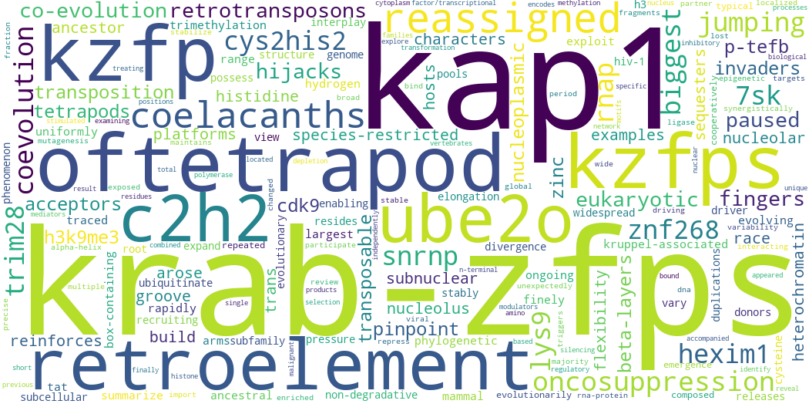 co-evolution retrotransposons reassigned jumping
fraction ancestor trimethylation interplay cytoplasm factor/transcriptional encodes methylation h3 nucleus partner typical localized
kzfp cys2his2 kap1 biggest p-tefb
stabilize range structure genome characters exploit families explore transformation fragments inhibitory lost processes biological
treating hijacks possess hydrogen broad hosts pools bind hiv-1 specific epigenetic targets invaders
coevolution transposition histidine nucleoplasmic rnap cooperatively sequesters 7sk
tetrapods coelacanths platforms species-restricted period motifs synergistically paused
positions uniformly mutagenesis view examples network ligase nucleolar
phenomenon oftetrapod kzfps
maintains examining vertebrates wide nuclear polymerase
result located depletion exposed total residues global unique
acceptors cdk9 enabling elongation eukaryotic fingers
trim28 traced c2h2 resides transposable ube2o zinc widespread driving driver
h3k9me3 mediators largest evolutionary stable changed independently snrnp znf268 evolving variability
root combined expand repeated participate divergence kruppel-associated race interacting
alpha-helix arose trans review subnuclear ongoing finely vary donors
precise box-containing multiple ubiquitinate products single selection nucleolus n-terminal stably bound dna appeared
krab-zfps
groove recruiting unexpectedly modulators amino flexibility beta-layers duplications heterochromatin
reinforces rapidly build armssubfamily pressure viral pinpoint phylogenetic based triggers silencing lys9 majority regulatory accompanied hexim1
short previous tat retroelement repress malignant evolutionarily emergence identify cysteine
subcellular summarize finally ancestral histone import enriched non-degradative mammal rna-protein oncosuppression composed releases reveal